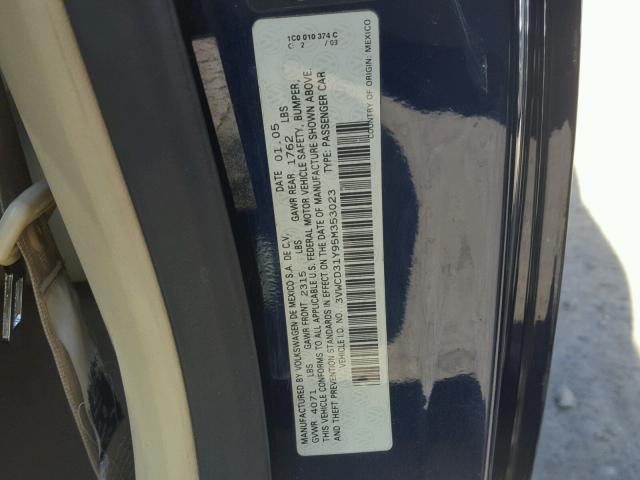 1C0 010 374 C
C 2 / 03
MANUFACTURED BY VOLKSWAGEN DE MEXICO S.A. DE C.V. DATE 01.05
GVWR 4071 LBS GAWR FRONT 2315 LBS GAWR REAR 1762 LBS
THIS VEHICLE CONFORMS TO ALL APPLICABLE U.S. FEDERAL MOTOR VEHICLE SAFETY, BUMPER,
AND THEFT PREVENTION STANDARDS IN EFFECT ON THE DATE OF MANUFACTURE SHOWN ABOVE.
VEHICLE I.D. NO. 3VWCD31Y95M353023 TYPE: PASSENGER CAR
COUNTRY OF ORIGIN: MEXICO